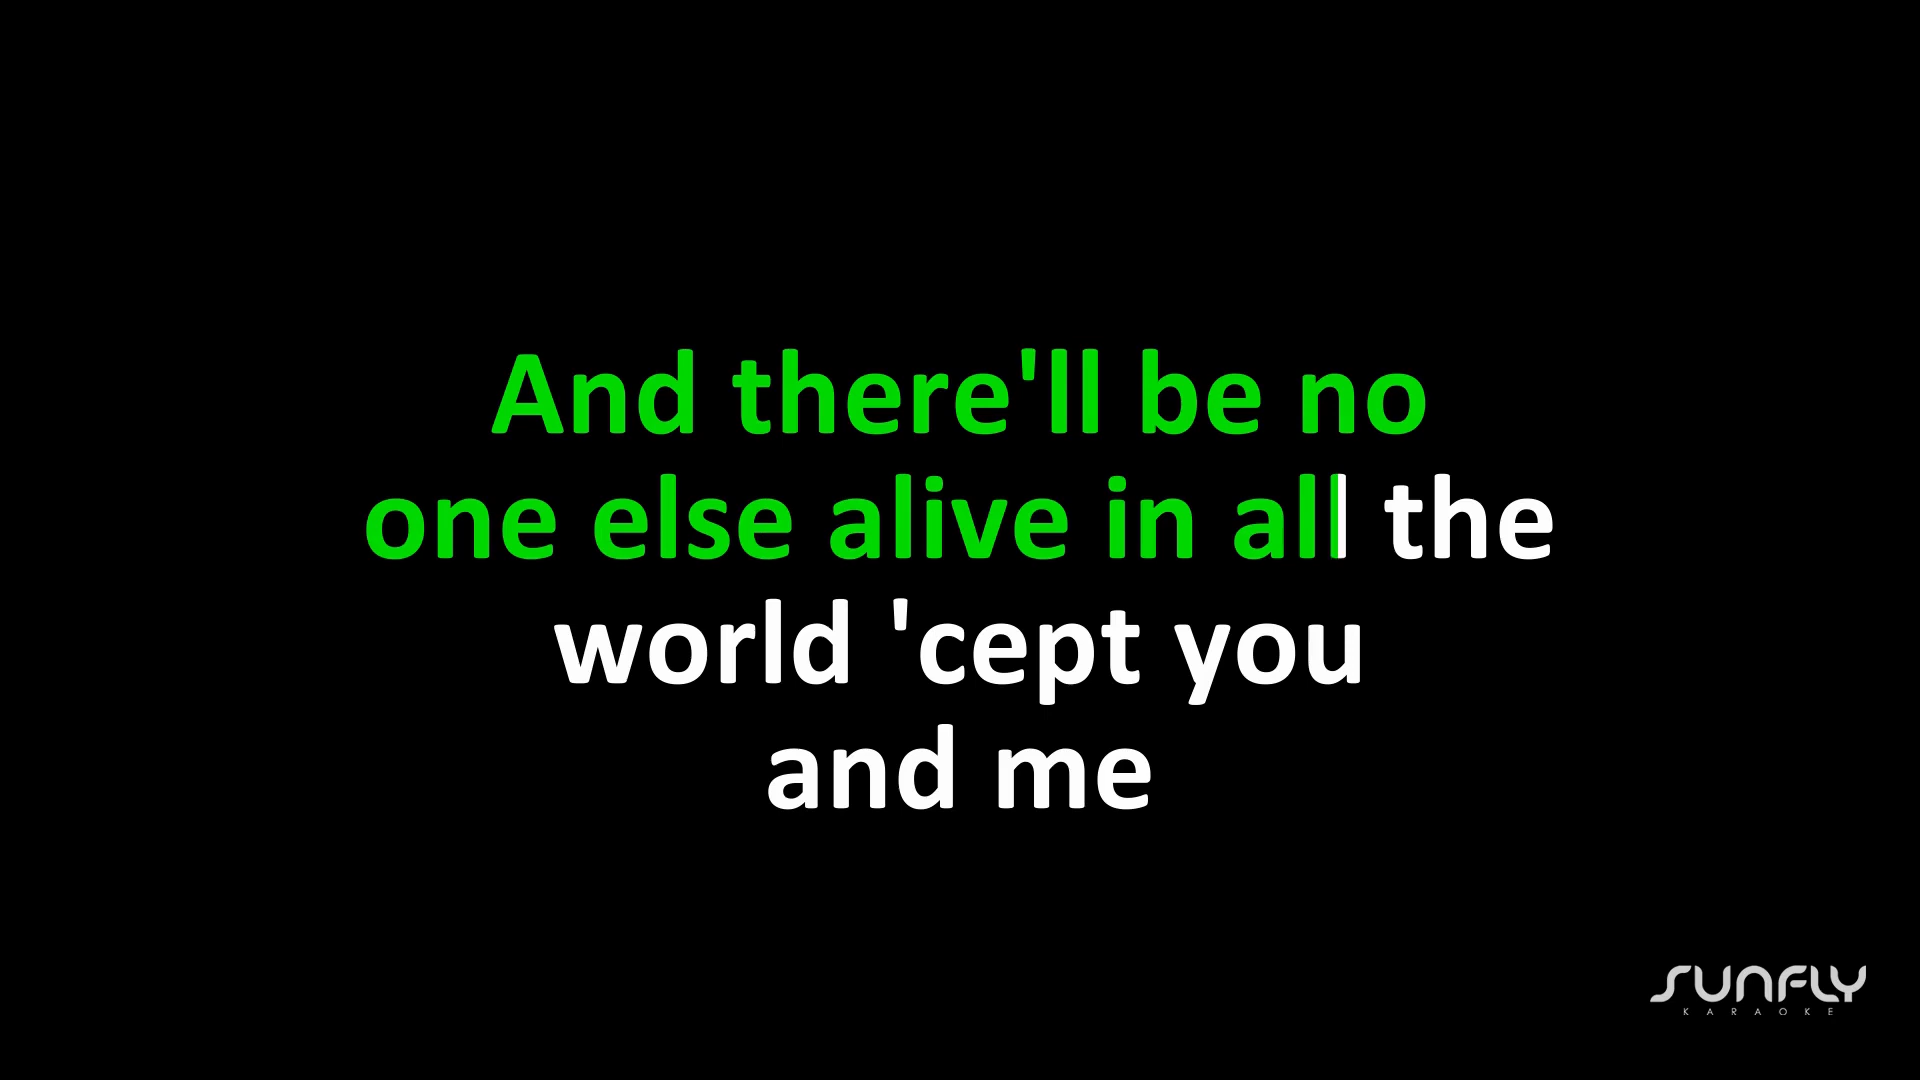 And there'll be no
one else alive in all the
world 'cept you
and me
SUNFLY
KARAOKE